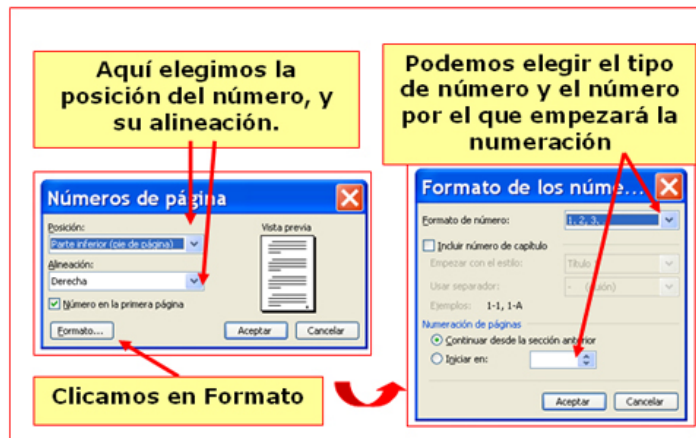 Aquí elegimos la
posición del número, y
su alineación.
Podemos elegir el tipo
de número y el número
por el que empezará la
numeración
Números de página
Posición:
Parte inferior (pie de página)
Vista previa
Alineación:
Derecha
Número en la primera página
Formato...
Aceptar
Cancelar
Formato de los núme...
Formato de número:
1, 2, 3,
Incluir número de capítulo
Empezar con el estilo:
Título
Usar separador:
- (guión)
Ejemplos: 1-1, 1-A
Numeración de páginas
Continuar desde la sección anterior
Iniciar en:
Aceptar
Cancelar
Clicamos en Formato